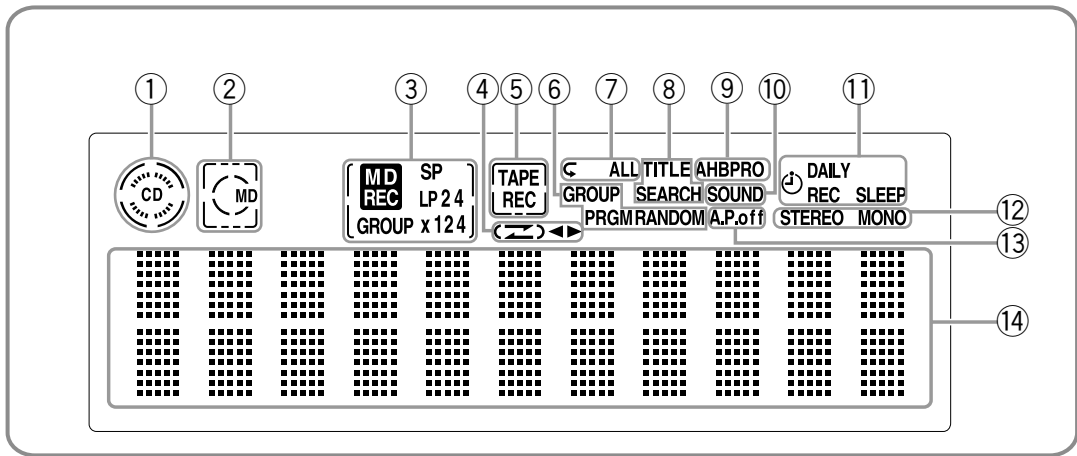 ① ② ③ ④ ⑤ ⑥ ⑦ ⑧ ⑨ ⑩ ⑪
CD
MD
MD REC SP
LP 2 4
GROUP x 1 2 4
TAPE
REC
ALL TITLE AHBPRO
GROUP SEARCH SOUND
PRGM RANDOM A.P.off
DAILY
REC SLEEP
STEREO MONO
⑫
⑬
⑭